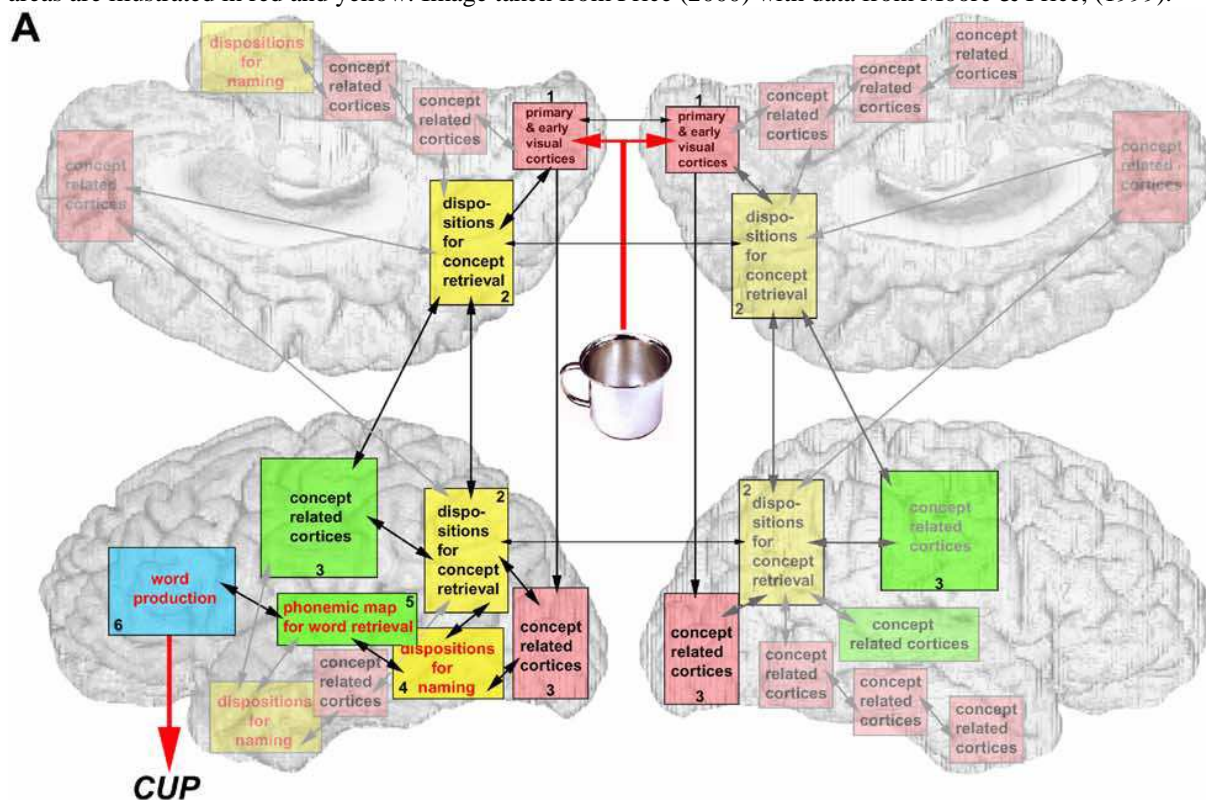 areas are illustrated in red and yellow. Image taken from Price (2000) with data from Moore & Price, (1999).
A
dispositions
for
naming
concept
related
cortices
concept
related
cortices
1
primary
& early
visual
cortices
1
primary
& early
visual
cortices
concept
related
cortices
concept
related
cortices
concept
related
cortices
concept
related
cortices
concept
related
cortices
dispo-
sitions
for
concept
retrieval
2
dispo-
sitions
for
concept
retrieval
2
concept
related
cortices
3
2
dispo-
sitions
for
concept
retrieval
2
dispo-
sitions
for
concept
retrieval
concept
related
cortices
3
word
production
6
phonemic map
for word retrieval
5
dispositions
for
naming
4
concept
related
cortices
3
concept
related
cortices
3
concept
related cortices
concept
related
cortices
dispositions
for
naming
concept
related
cortices
concept
related
cortices
concept
related
cortices
CUP